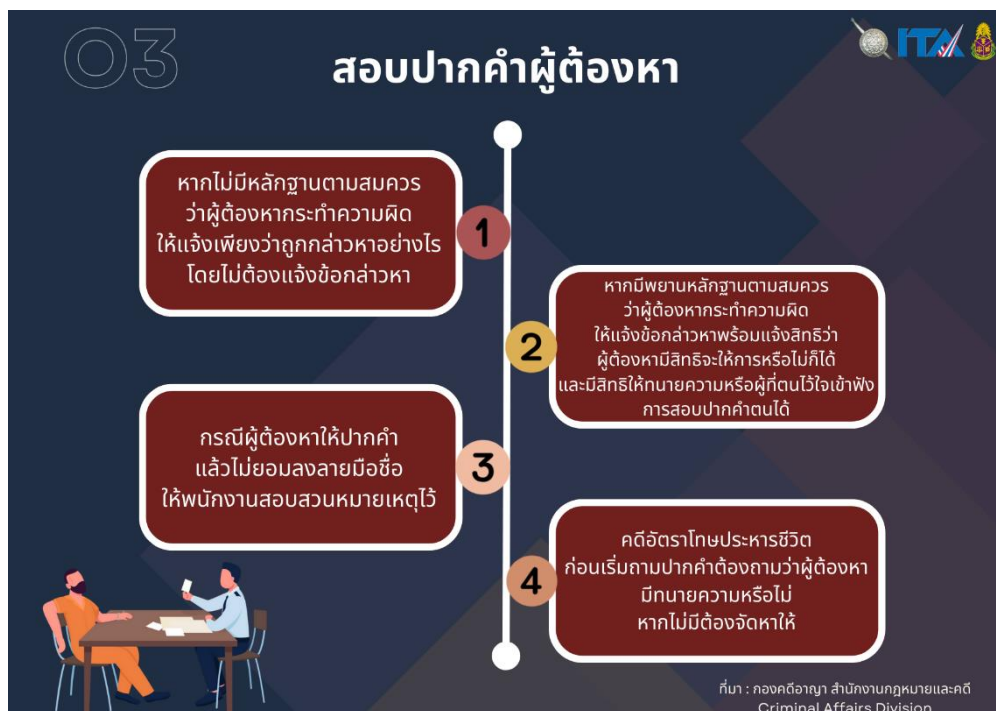 03
ITA
สอบปากคำผู้ต้องหา
หากไม่มีหลักฐานตามสมควร
ว่าผู้ต้องหากระทำความผิด
ให้แจ้งเพียงว่าถูกกล่าวหาอย่างไร
โดยไม่ต้องแจ้งข้อกล่าวหา
1
หากมีพยานหลักฐานตามสมควร
ว่าผู้ต้องหากระทำความผิด
ให้แจ้งข้อกล่าวหาพร้อมแจ้งสิทธิว่า
ผู้ต้องหามีสิทธิจะให้การหรือไม่ก็ได้
และมีสิทธิให้ทนายความหรือผู้ที่ตนไว้ใจเข้าฟัง
การสอบปากคำตนได้
2
กรณีผู้ต้องหาให้ปากคำ
แล้วไม่ยอมลงลายมือชื่อ
ให้พนักงานสอบสวนหมายเหตุไว้
3
คดีอัตราโทษประหารชีวิต
ก่อนเริ่มถามปากคำต้องถามว่าผู้ต้องหา
มีทนายความหรือไม่
หากไม่มีต้องจัดหาให้
4
ที่มา : กองคดีอาญา สำนักงานกฎหมายและคดี
Criminal Affairs Division